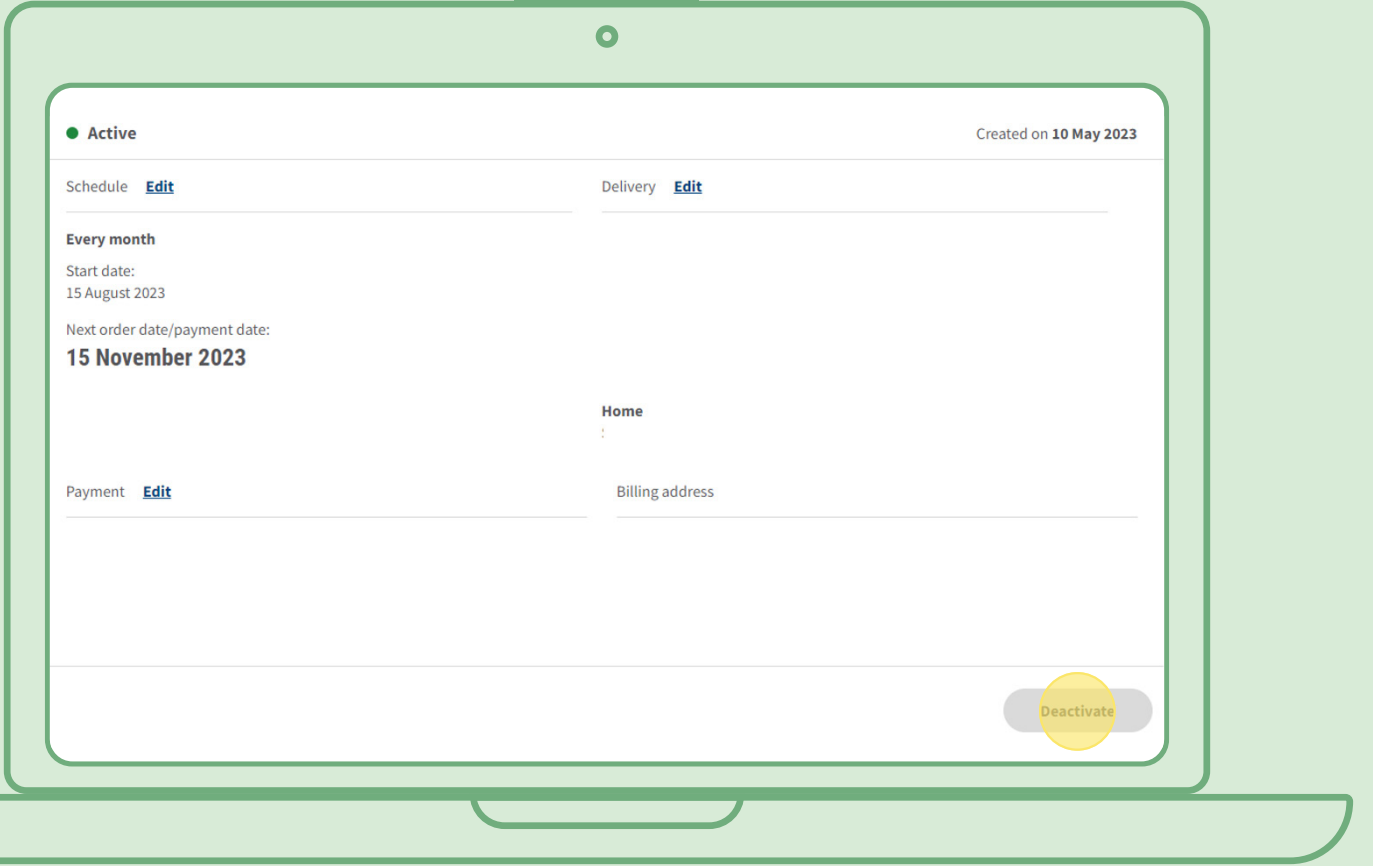 Active
Created on 10 May 2023
Schedule Edit
Delivery Edit
Every month
Start date:
15 August 2023
Next order date/payment date:
15 November 2023
Home
:
Payment Edit
Billing address
Deactivate